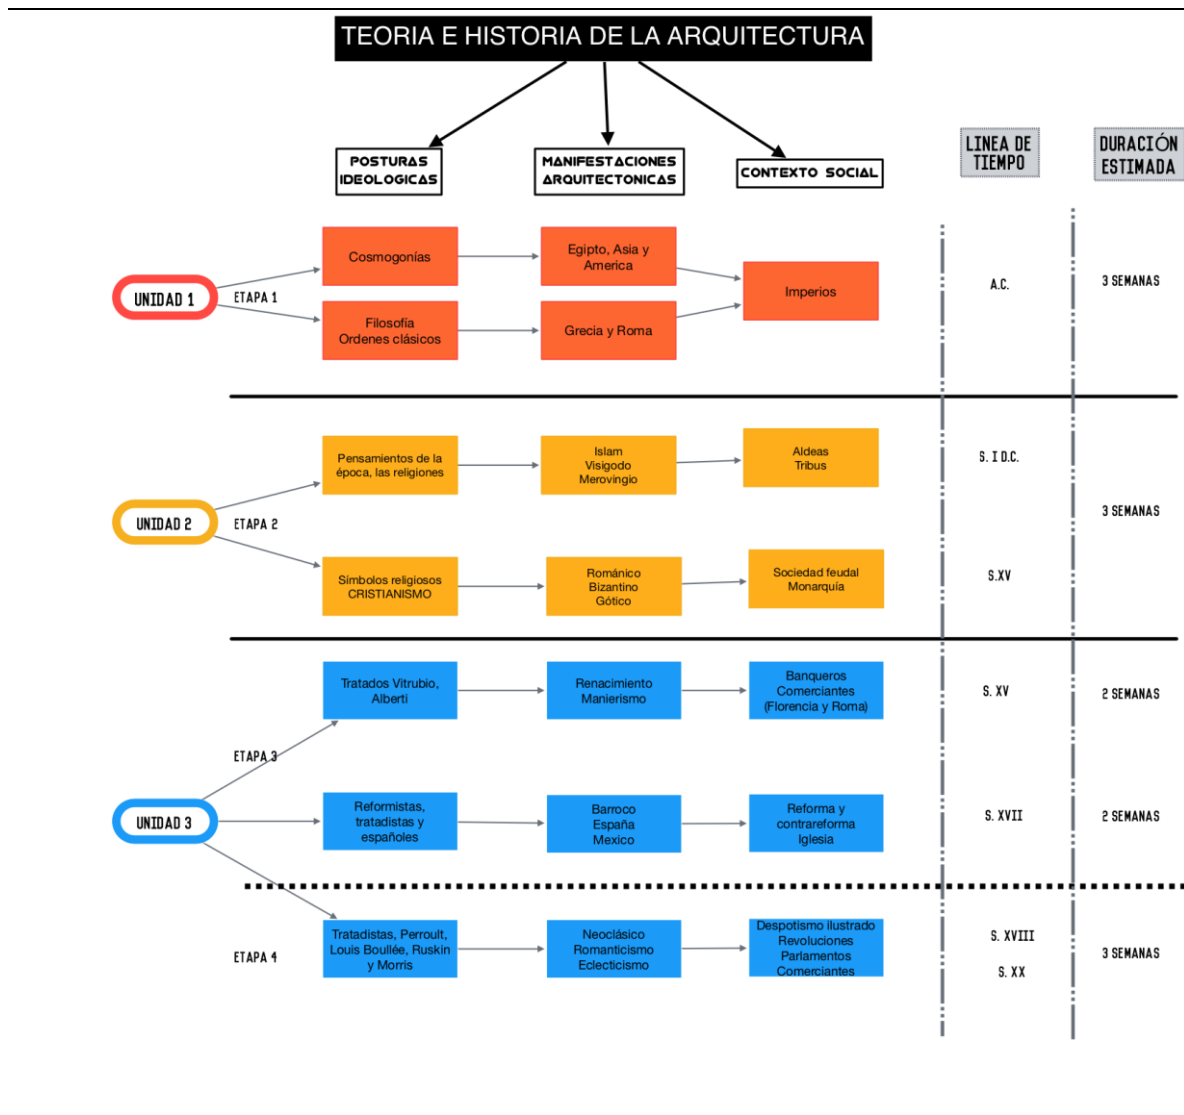 TEORIA E HISTORIA DE LA ARQUITECTURA
POSTURAS
IDEOLOGICAS
MANIFESTACIONES
ARQUITECTONICAS
CONTEXTO SOCIAL
LINEA DE
TIEMPO
DURACIÓN
ESTIMADA
UNIDAD 1
ETAPA 1
Cosmogonías
Egipto, Asia y
America
Filosofía
Ordenes clásicos
Grecia y Roma
Imperios
A.C.
3 SEMANAS
UNIDAD 2
ETAPA 2
Pensamientos de la
época, las religiones
Islam
Visigodo
Merovingio
Aldeas
Tribus
S. I D.C.
Símbolos religiosos
CRISTIANISMO
Románico
Bizantino
Gótico
Sociedad feudal
Monarquía
S.XV
3 SEMANAS
UNIDAD 3
ETAPA 3
Tratados Vitrubio,
Alberti
Renacimiento
Manierismo
Banqueros
Comerciantes
(Florencia y Roma)
S. XV
2 SEMANAS
Reformistas,
tratadistas y
españoles
Barroco
España
Mexico
Reforma y
contrareforma
Iglesia
S. XVII
2 SEMANAS
ETAPA 4
Tratadistas, Perroult,
Louis Boullée, Ruskin
y Morris
Neoclásico
Romanticismo
Eclecticismo
Despotismo ilustrado
Revoluciones
Parlamentos
Comerciantes
S. XVIII
S. XX
3 SEMANAS